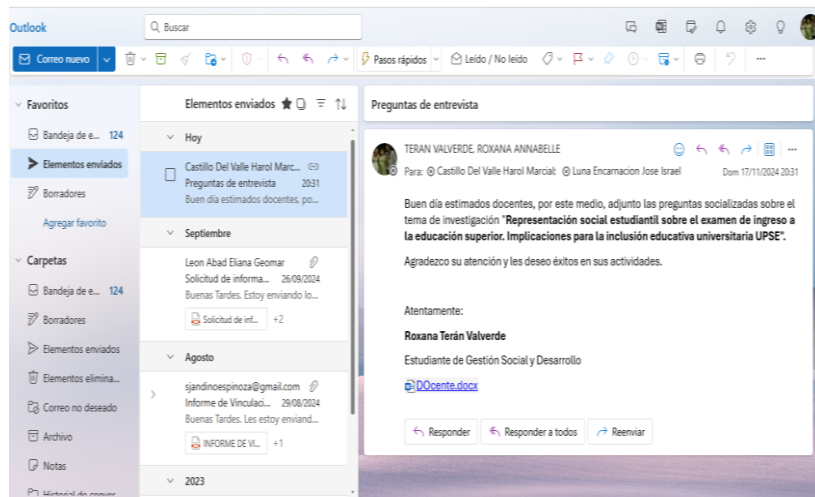 Outlook
Buscar
Correo nuevo
Pasos rápidos
Leído / No leído
Favoritos
Bandeja de e... 124
Elementos enviados
Borradores
Agregar favorito
Carpetas
Bandeja de e... 124
Borradores
Elementos enviados
Elementos elimina...
Correo no deseado
Archivo
Notas
Historial de conver...
Elementos enviados
Hoy
Castillo Del Valle Harol Marc...
Preguntas de entrevista 20:31
Buen día estimados docentes, po...
Septiembre
Leon Abad Eliana Geomar
Solicitud de informa... 26/09/2024
Buenas Tardes. Estoy enviando lo...
Solicitud de inf... +2
Agosto
sjandinoespinoza@gmail.com
Informe de Vinculaci... 29/08/2024
Buenas Tardes. Les estoy enviand...
INFORME DE VI... +1
2023
Preguntas de entrevista
TERAN VALVERDE, ROXANA ANNABELLE
Para: Castillo Del Valle Harol Marcial; Luna Encarnacion Jose Israel Dom 17/11/2024 20:31
Buen día estimados docentes, por este medio, adjunto las preguntas socializadas sobre el
tema de investigación "Representación social estudiantil sobre el examen de ingreso a
la educación superior. Implicaciones para la inclusión educativa universitaria UPSE".
Agradezco su atención y les deseo éxitos en sus actividades.
Atentamente:
Roxana Terán Valverde
Estudiante de Gestión Social y Desarrollo
DOcente.docx
Responder
Responder a todos
Reenviar